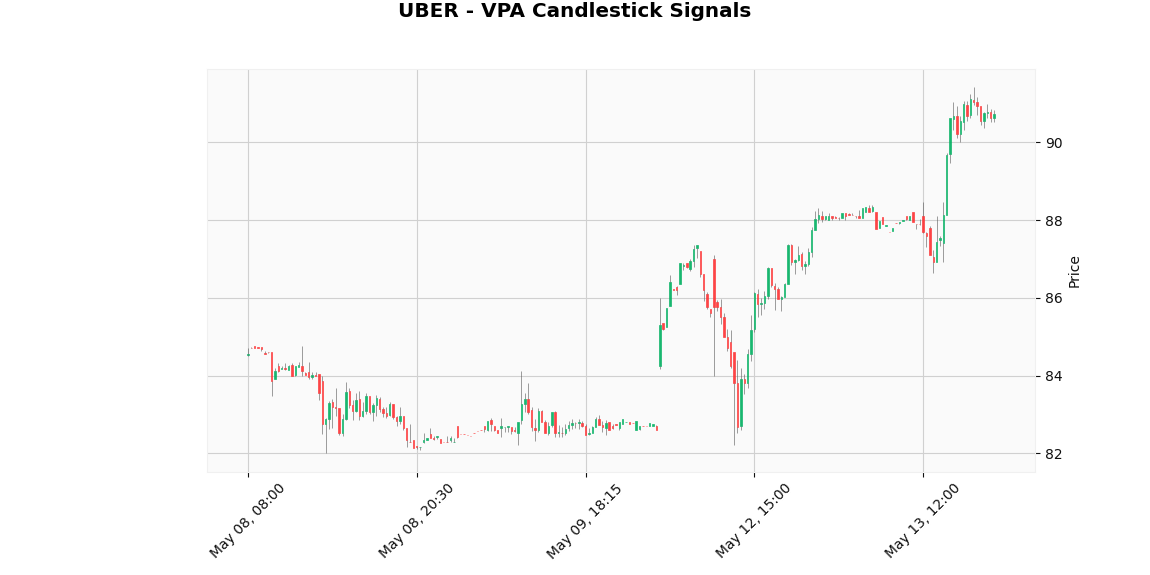 UBER - VPA Candlestick Signals
90
88
86
84
82
Price
May 08, 08:00
May 08, 20:30
May 09, 18:15
May 12, 15:00
May 13, 12:00